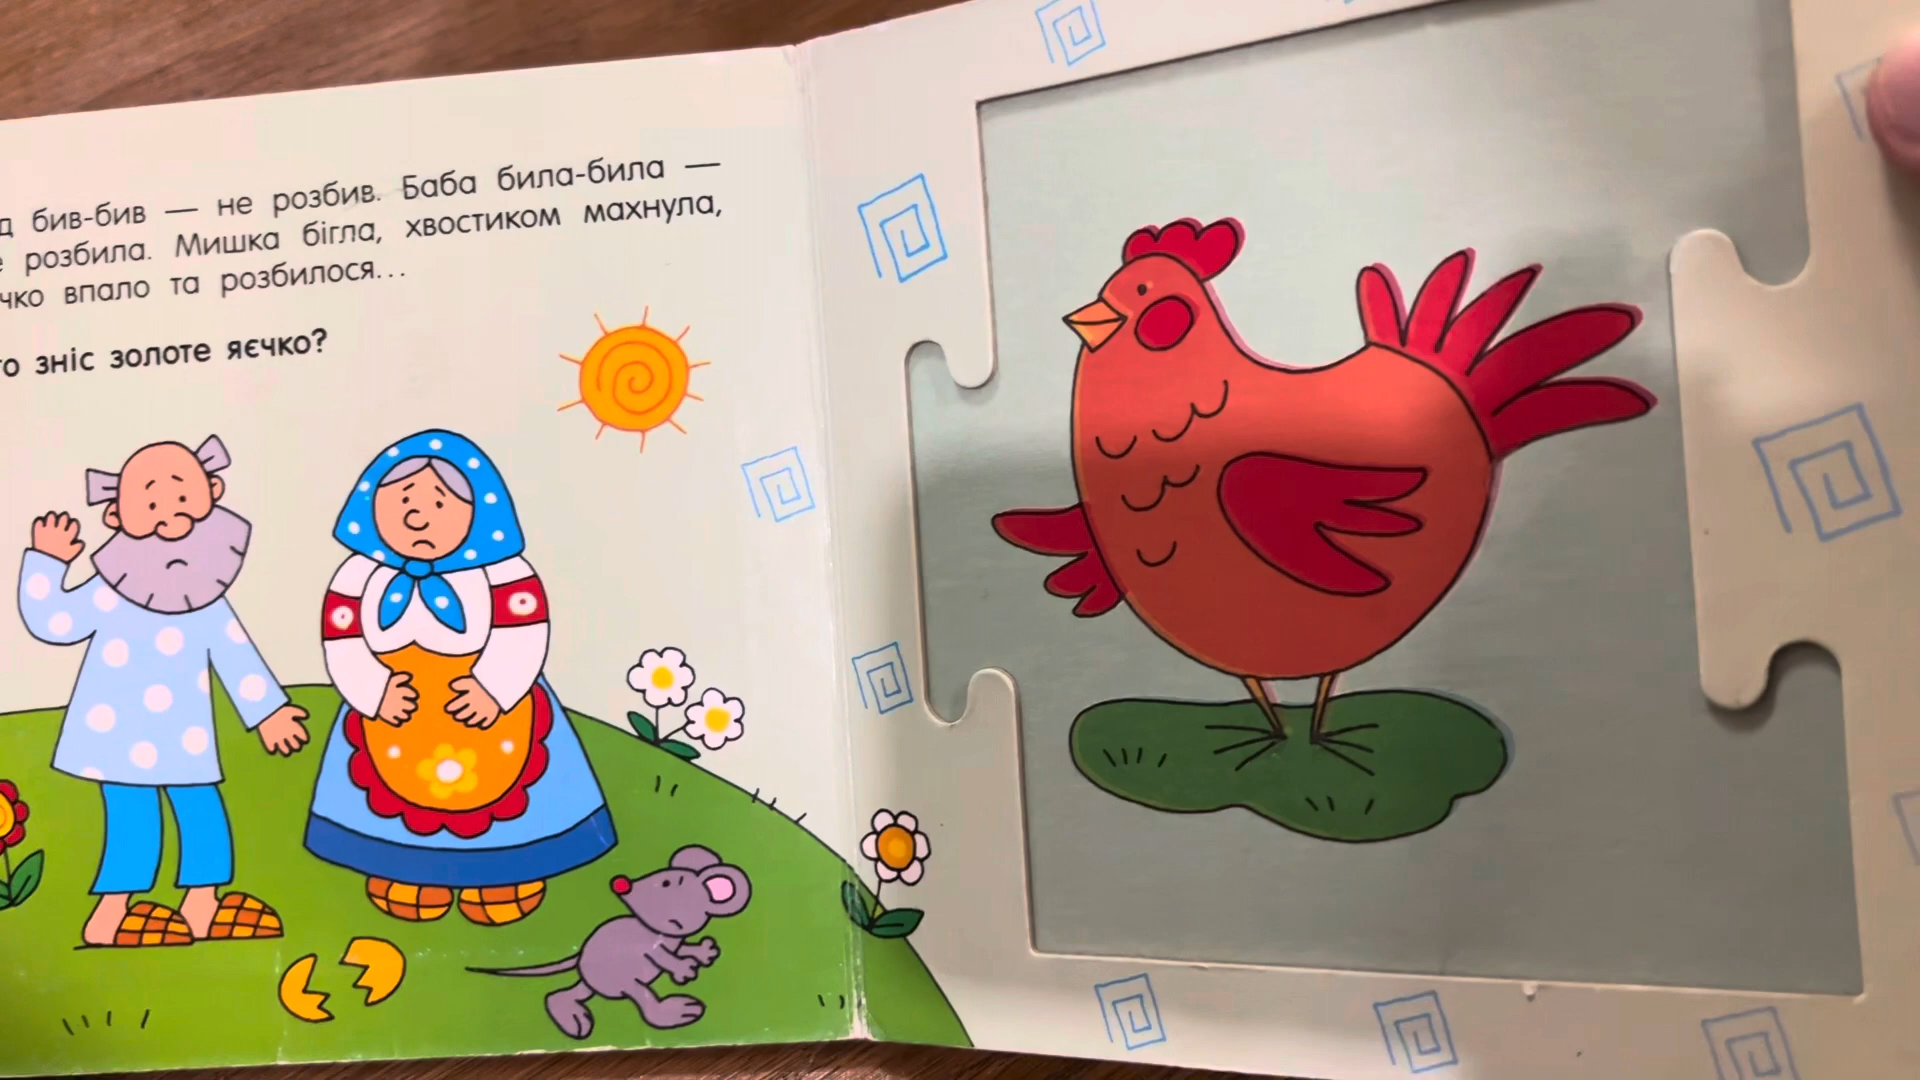 бив-бив — не розбив. Баба била-била —
розбила. Мишка бігла, хвостиком махнула,
впало та розбилося...
зніс золоте яєчко?